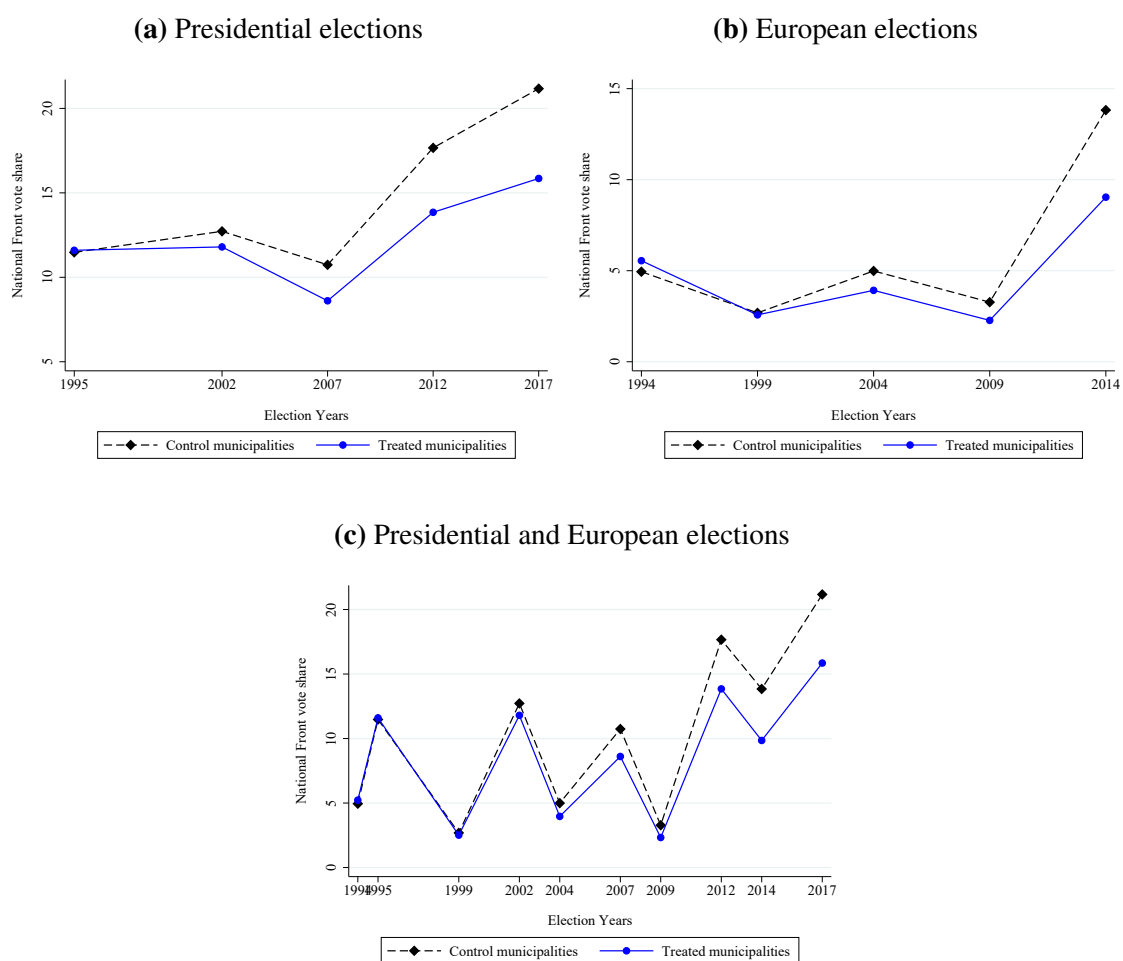 (a) Presidential elections
National Front vote share
20
15
10
5
1995 2002 2007 2012 2017
Election Years
Control municipalities Treated municipalities
(b) European elections
National Front vote share
15
10
5
0
1994 1999 2004 2009 2014
Election Years
Control municipalities Treated municipalities
(c) Presidential and European elections
National Front vote share
20
15
10
5
0
1994 1995 1999 2002 2004 2007 2009 2012 2014 2017
Election Years
Control municipalities Treated municipalities